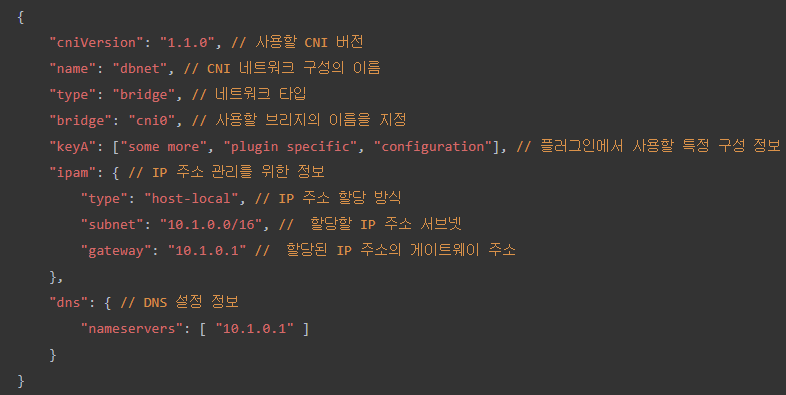 {
    "cniVersion": "1.1.0", // 사용할 CNI 버전
    "name": "dbnet", // CNI 네트워크 구성의 이름
    "type": "bridge", // 네트워크 타입
    "bridge": "cni0", // 사용할 브리지의 이름을 지정
    "keyA": ["some more", "plugin specific", "configuration"], // 플러그인에서 사용할 특정 구성 정보
    "ipam": { // IP 주소 관리를 위한 정보
        "type": "host-local", // IP 주소 할당 방식
        "subnet": "10.1.0.0/16", //  할당할 IP 주소 서브넷
        "gateway": "10.1.0.1" //  할당된 IP 주소의 게이트웨이 주소
    },
    "dns": { // DNS 설정 정보
        "nameservers": [ "10.1.0.1" ]
    }
}